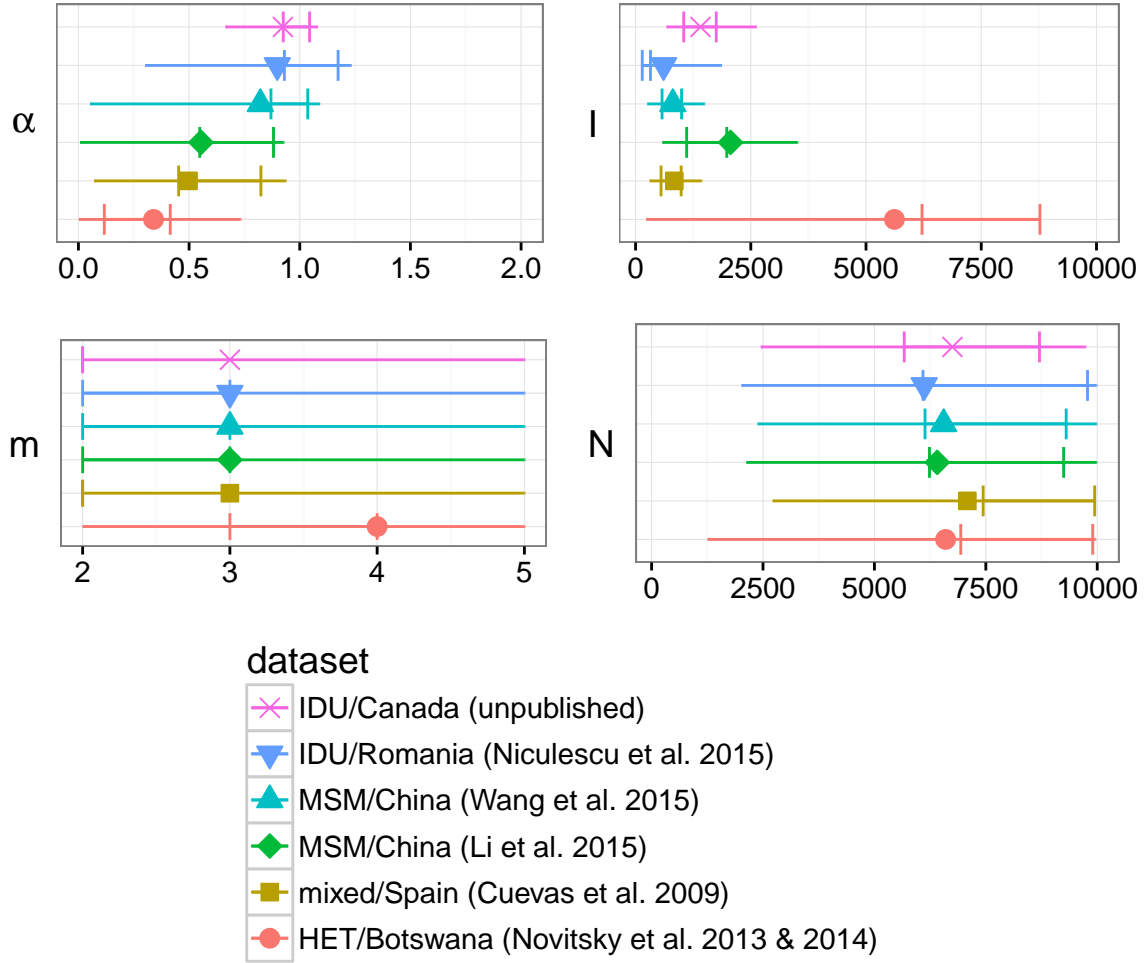 α
0.0 0.5 1.0 1.5 2.0
I
0 2500 5000 7500 10000
m
2 3 4 5
N
0 2500 5000 7500 10000
dataset
IDU/Canada (unpublished)
IDU/Romania (Niculescu et al. 2015)
MSM/China (Wang et al. 2015)
MSM/China (Li et al. 2015)
mixed/Spain (Cuevas et al. 2009)
HET/Botswana (Novitsky et al. 2013 & 2014)